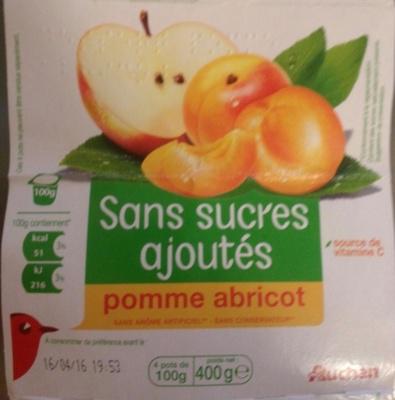 100g
Sans sucres
ajoutés
100g contiennent*
kcal
51
3%
kJ
216
3%
source de
vitamine C
pomme abricot
SANS ARÔME ARTIFICIEL** - SANS CONSERVATEUR**
A consommer de préférence avant le :
16/04/16 19:53
4 pots de
100g
poids net :
400g e
Auchan